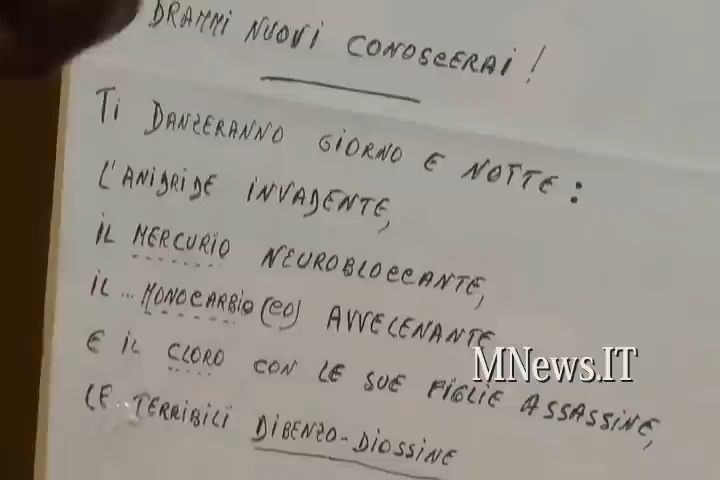 DRAMMI NUOVI CONOSCERAI!
TI DANZERANNO GIORNO E NOTTE:
L'ANIDRIDE INVADENTE,
IL MERCURIO NEUROBLOCCANTE,
IL... MONOCARBIO (CO) AVVELENANTE
E IL CLORO CON LE SUE FIGLIE ASSASSINE,
LE TERRIBILI DIBENZO-DIOSSINE
MNews.IT